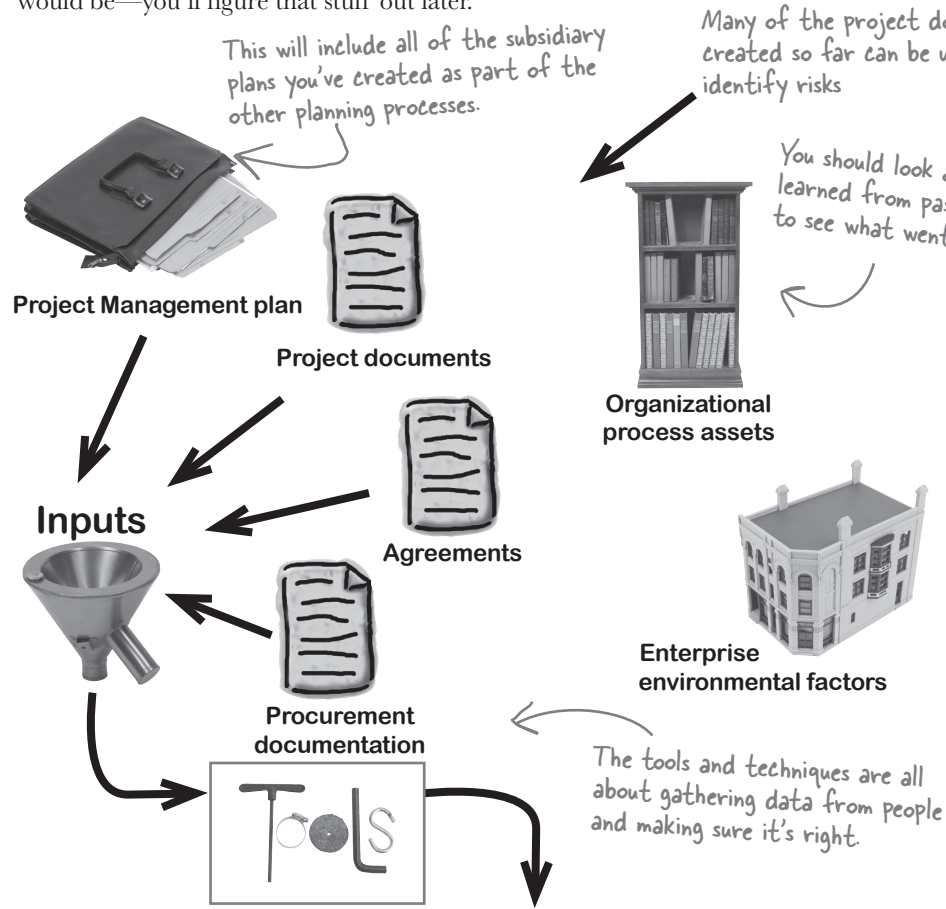 would be—you'll figure that stuff out later.
This will include all of the subsidiary
plans you've created as part of the
other planning processes.
Many of the project do
created so far can be u
identify risks
You should look a
learned from pas
to see what went
Project Management plan
Project documents
Organizational
process assets
Inputs
Agreements
Enterprise
environmental factors
Procurement
documentation
TOOLS
The tools and techniques are all
about gathering data from people
and making sure it's right.